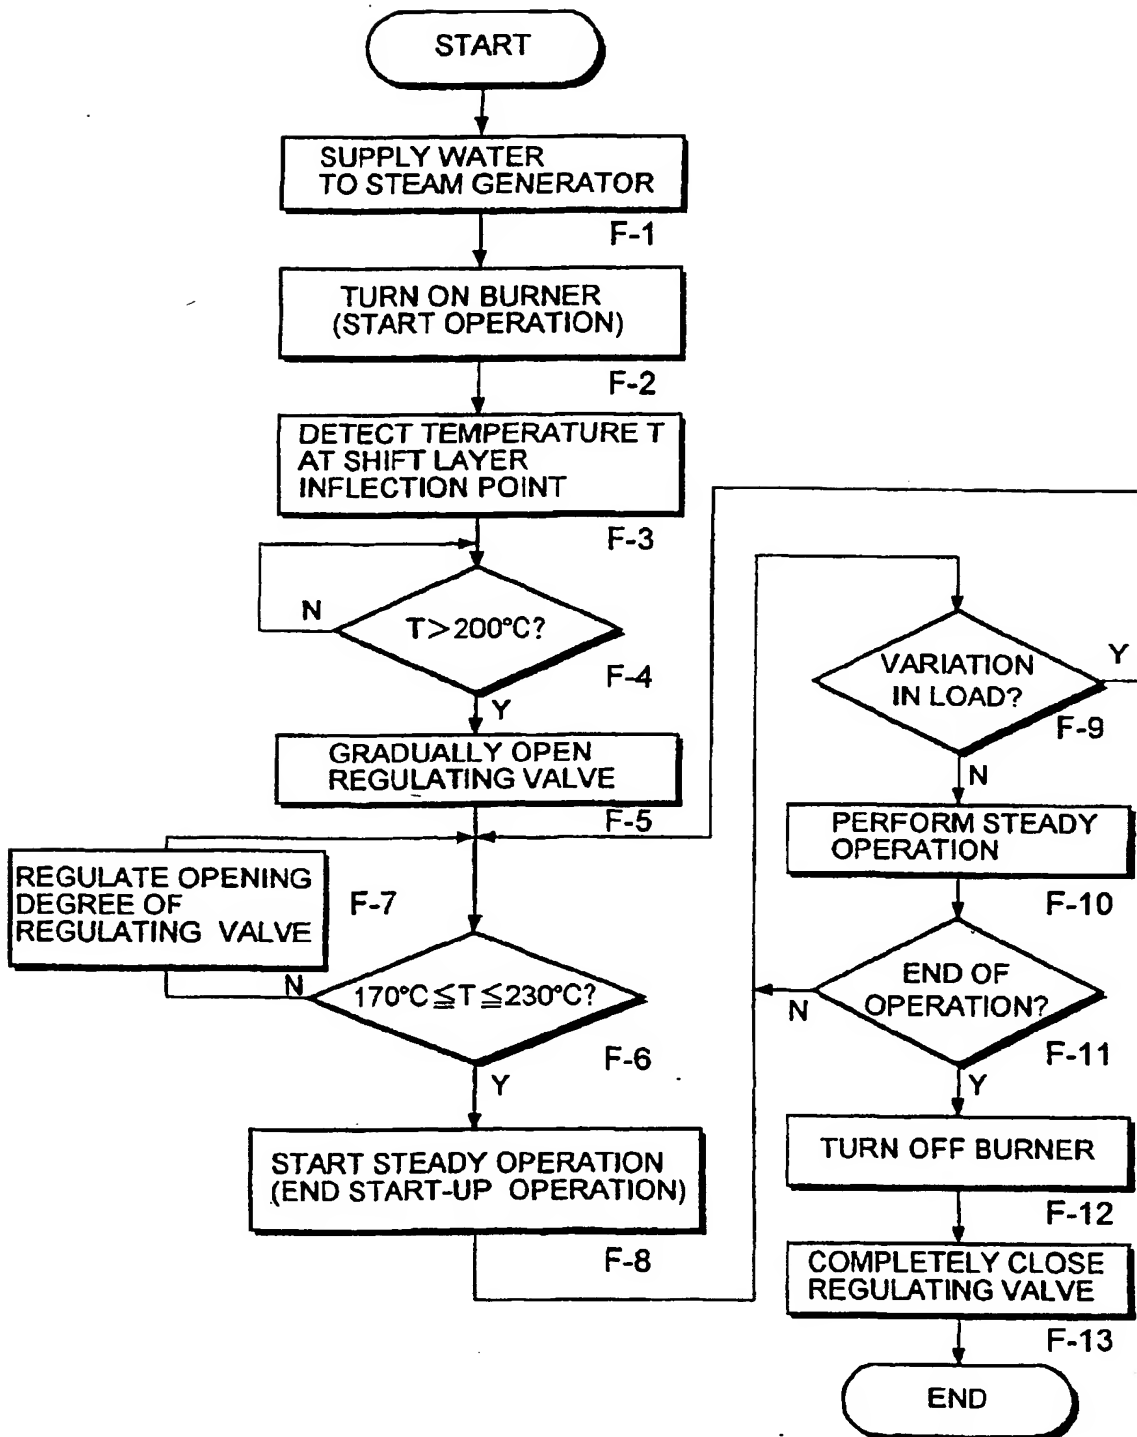 START
SUPPLY WATER
TO STEAM GENERATOR
F-1
TURN ON BURNER
(START OPERATION)
F-2
DETECT TEMPERATURE T
AT SHIFT LAYER
INFLECTION POINT
F-3
N
T>200°C?
F-4
Y
GRADUALLY OPEN
REGULATING VALVE
F-5
REGULATE OPENING
DEGREE OF
REGULATING VALVE
F-7
N
170°C≦T≦230°C?
F-6
Y
START STEADY OPERATION
(END START-UP OPERATION)
F-8
VARIATION
IN LOAD?
Y
F-9
N
PERFORM STEADY
OPERATION
F-10
END OF
OPERATION?
N
F-11
Y
TURN OFF BURNER
F-12
COMPLETELY CLOSE
REGULATING VALVE
F-13
END